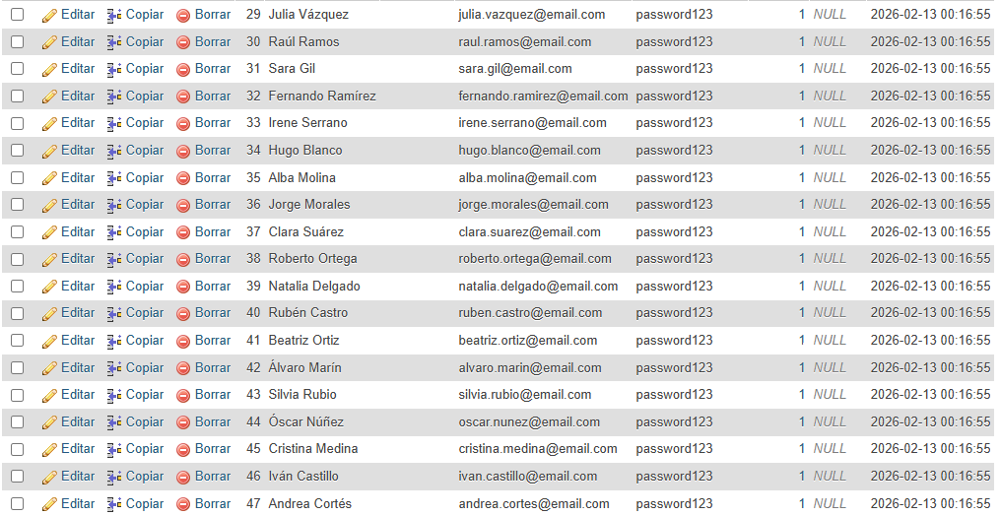 Editar Copiar Borrar 29 Julia Vázquez julia.vazquez@email.com password123 1 NULL 2026-02-13 00:16:55
Editar Copiar Borrar 30 Raúl Ramos raul.ramos@email.com password123 1 NULL 2026-02-13 00:16:55
Editar Copiar Borrar 31 Sara Gil sara.gil@email.com password123 1 NULL 2026-02-13 00:16:55
Editar Copiar Borrar 32 Fernando Ramírez fernando.ramirez@email.com password123 1 NULL 2026-02-13 00:16:55
Editar Copiar Borrar 33 Irene Serrano irene.serrano@email.com password123 1 NULL 2026-02-13 00:16:55
Editar Copiar Borrar 34 Hugo Blanco hugo.blanco@email.com password123 1 NULL 2026-02-13 00:16:55
Editar Copiar Borrar 35 Alba Molina alba.molina@email.com password123 1 NULL 2026-02-13 00:16:55
Editar Copiar Borrar 36 Jorge Morales jorge.morales@email.com password123 1 NULL 2026-02-13 00:16:55
Editar Copiar Borrar 37 Clara Suárez clara.suarez@email.com password123 1 NULL 2026-02-13 00:16:55
Editar Copiar Borrar 38 Roberto Ortega roberto.ortega@email.com password123 1 NULL 2026-02-13 00:16:55
Editar Copiar Borrar 39 Natalia Delgado natalia.delgado@email.com password123 1 NULL 2026-02-13 00:16:55
Editar Copiar Borrar 40 Rubén Castro ruben.castro@email.com password123 1 NULL 2026-02-13 00:16:55
Editar Copiar Borrar 41 Beatriz Ortiz beatriz.ortiz@email.com password123 1 NULL 2026-02-13 00:16:55
Editar Copiar Borrar 42 Álvaro Marín alvaro.marin@email.com password123 1 NULL 2026-02-13 00:16:55
Editar Copiar Borrar 43 Silvia Rubio silvia.rubio@email.com password123 1 NULL 2026-02-13 00:16:55
Editar Copiar Borrar 44 Óscar Núñez oscar.nunez@email.com password123 1 NULL 2026-02-13 00:16:55
Editar Copiar Borrar 45 Cristina Medina cristina.medina@email.com password123 1 NULL 2026-02-13 00:16:55
Editar Copiar Borrar 46 Iván Castillo ivan.castillo@email.com password123 1 NULL 2026-02-13 00:16:55
Editar Copiar Borrar 47 Andrea Cortés andrea.cortes@email.com password123 1 NULL 2026-02-13 00:16:55